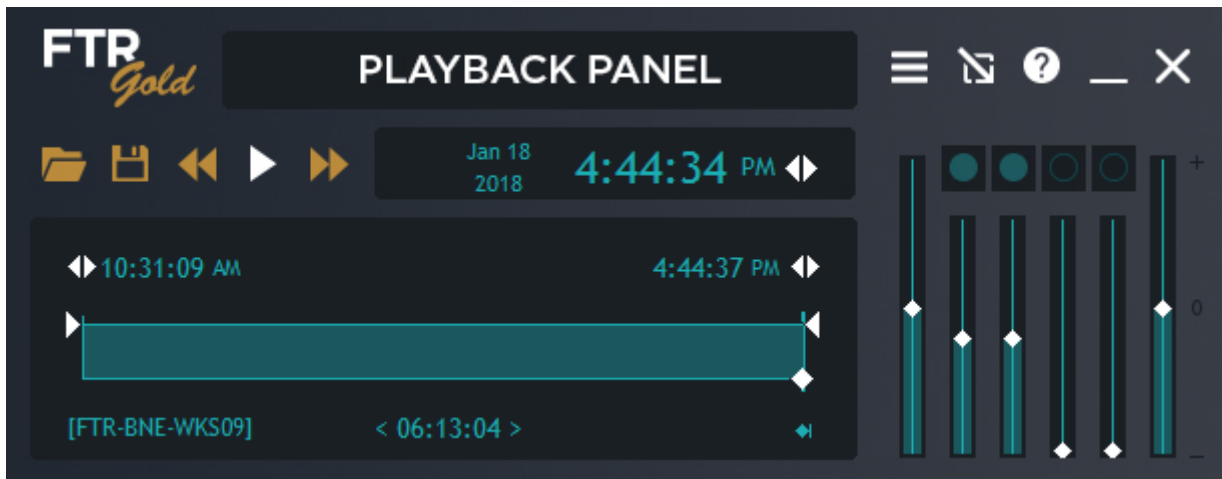 FTR
Gold
PLAYBACK PANEL
?
Jan 18
2018
4:44:34 PM
10:31:09 AM
4:44:37 PM
[FTR-BNE-WKS09]
< 06:13:04 >
+
0
–